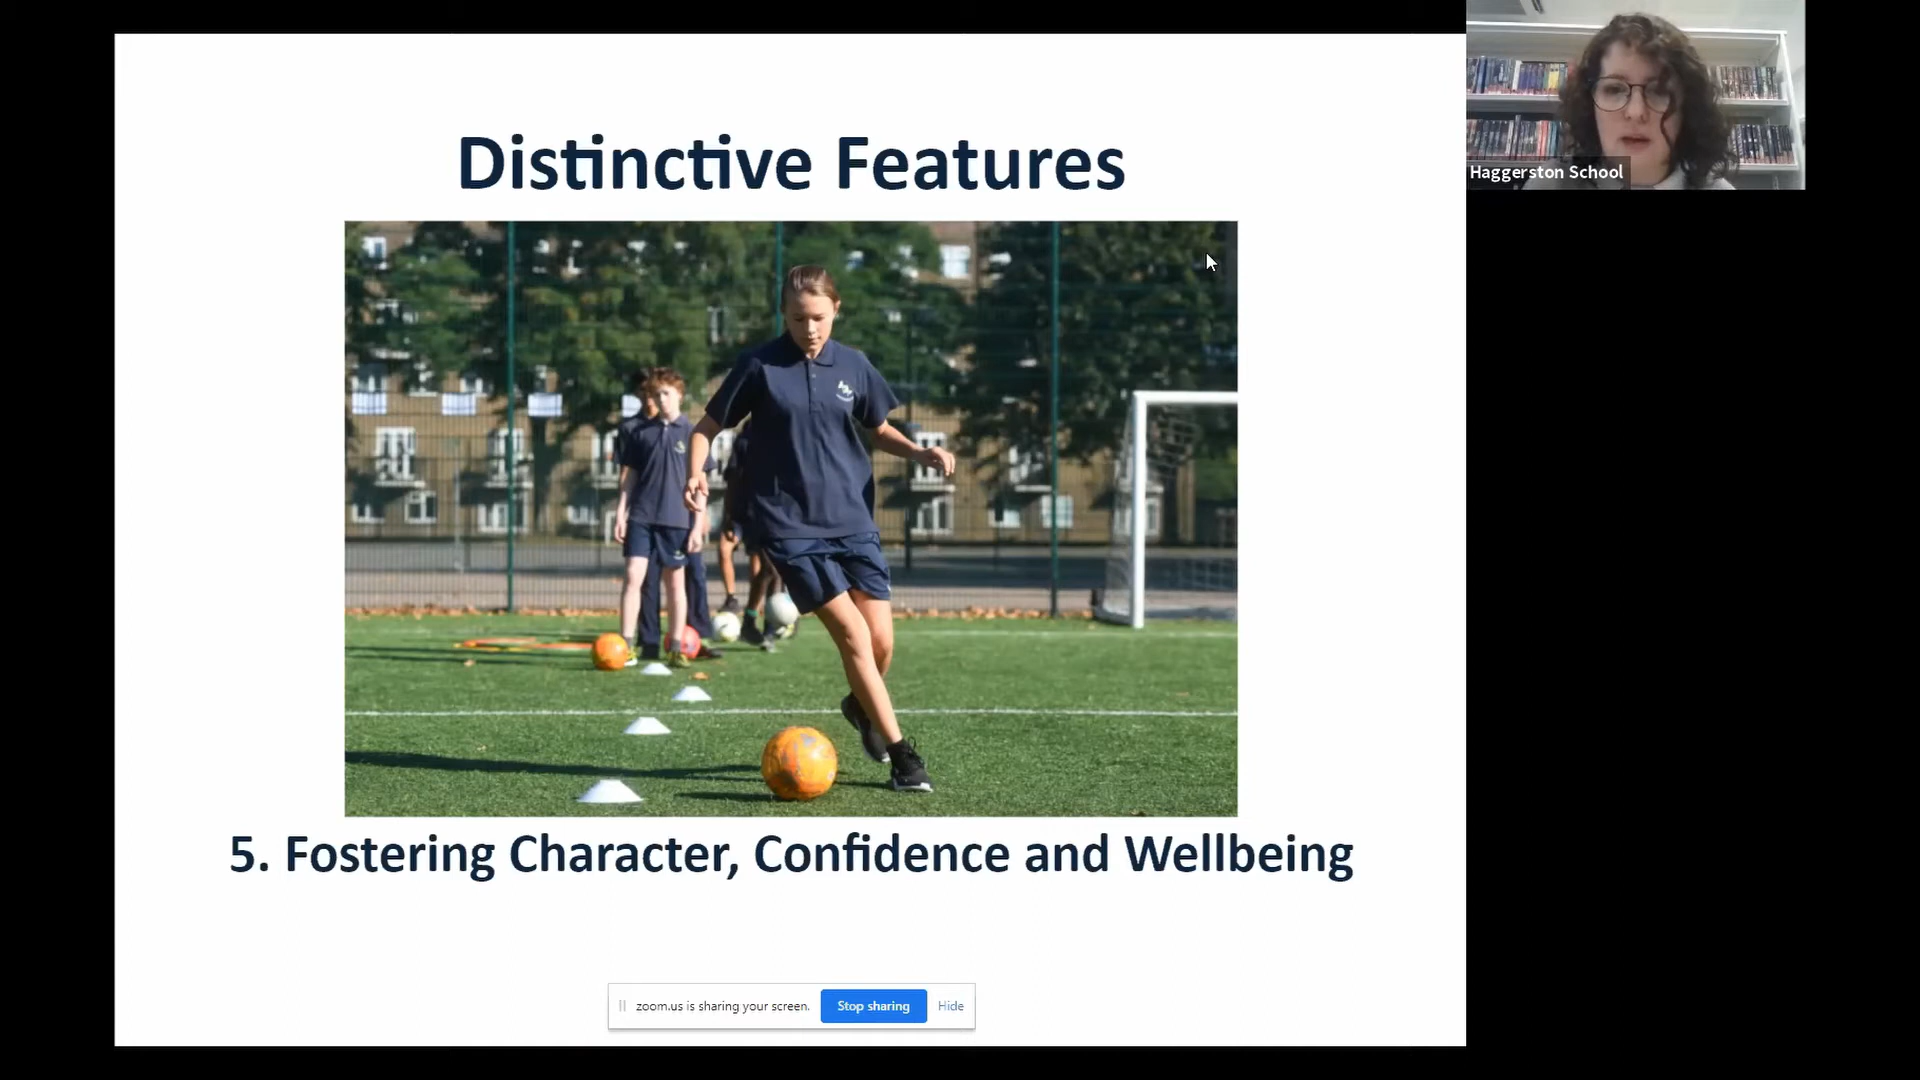 Distinctive Features
Haggerston School
5. Fostering Character, Confidence and Wellbeing
zoom.us is sharing your screen.
Stop sharing
Hide